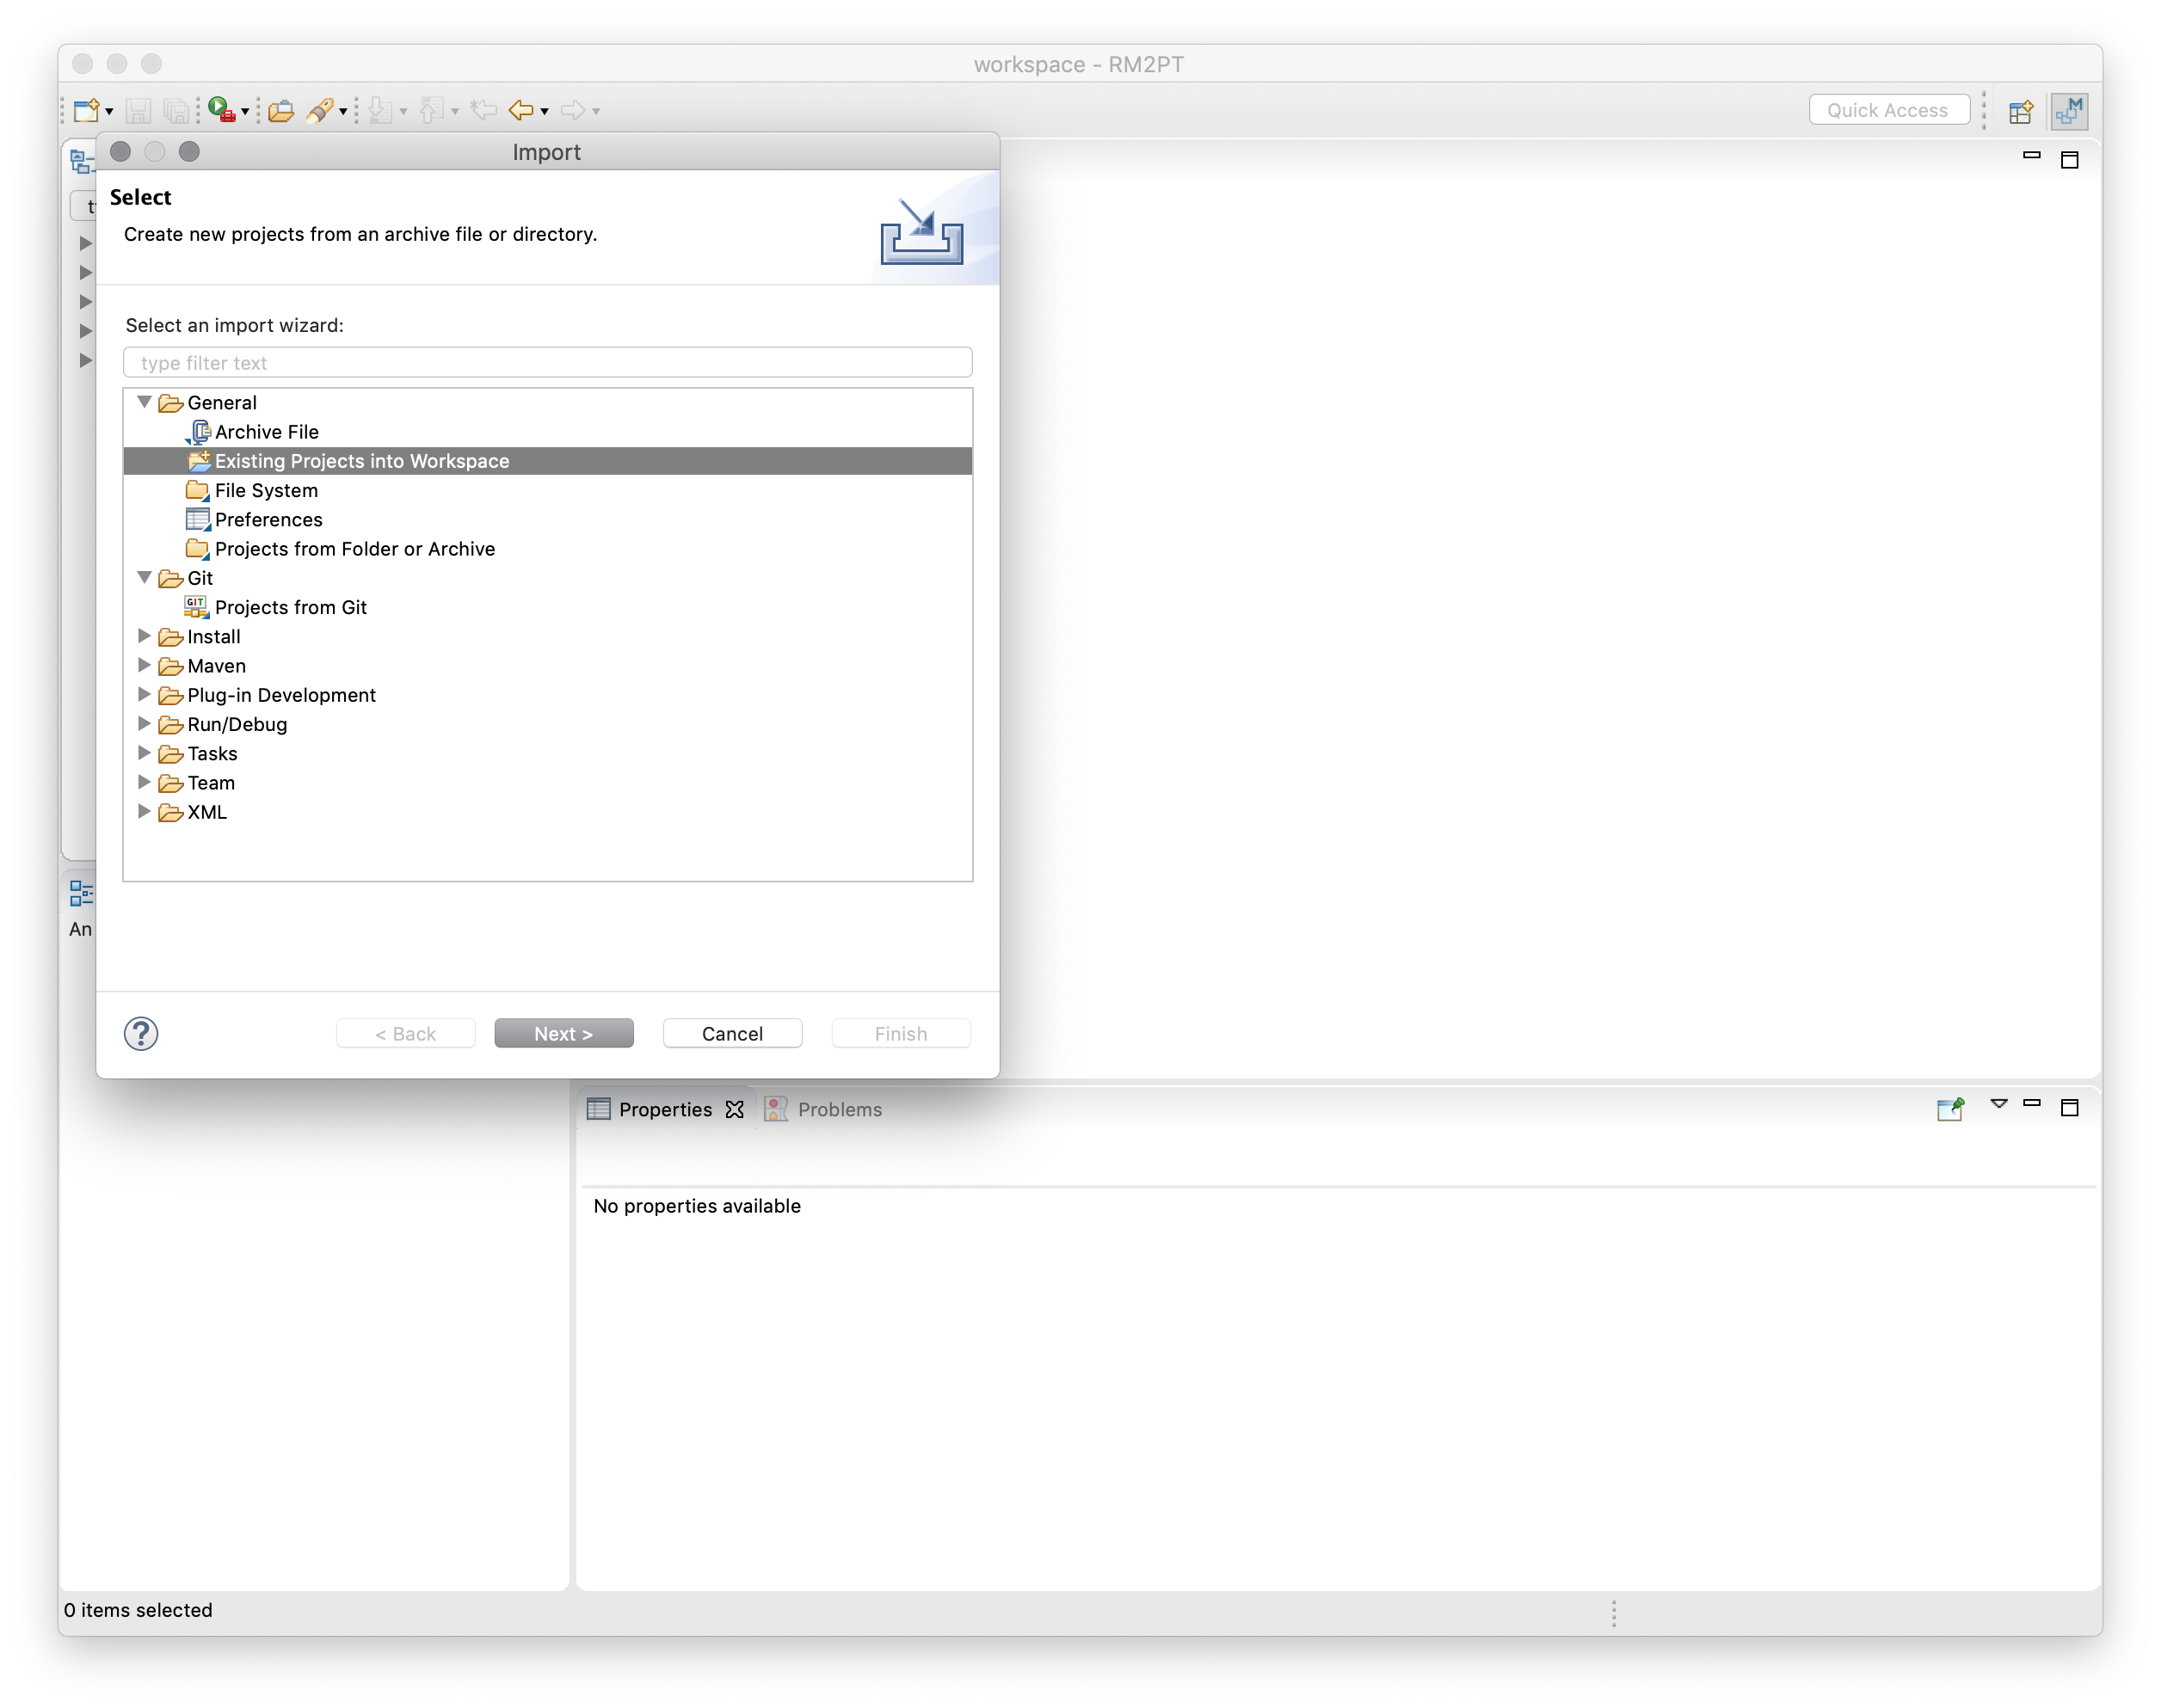 workspace - RM2PT
Quick Access
Import
Select
Create new projects from an archive file or directory.
Select an import wizard:
type filter text
General
Archive File
Existing Projects into Workspace
File System
Preferences
Projects from Folder or Archive
Git
GIT
Projects from Git
Install
Maven
Plug-in Development
Run/Debug
Tasks
Team
XML
An
?
< Back
Next >
Cancel
Finish
Properties
Problems
No properties available
0 items selected